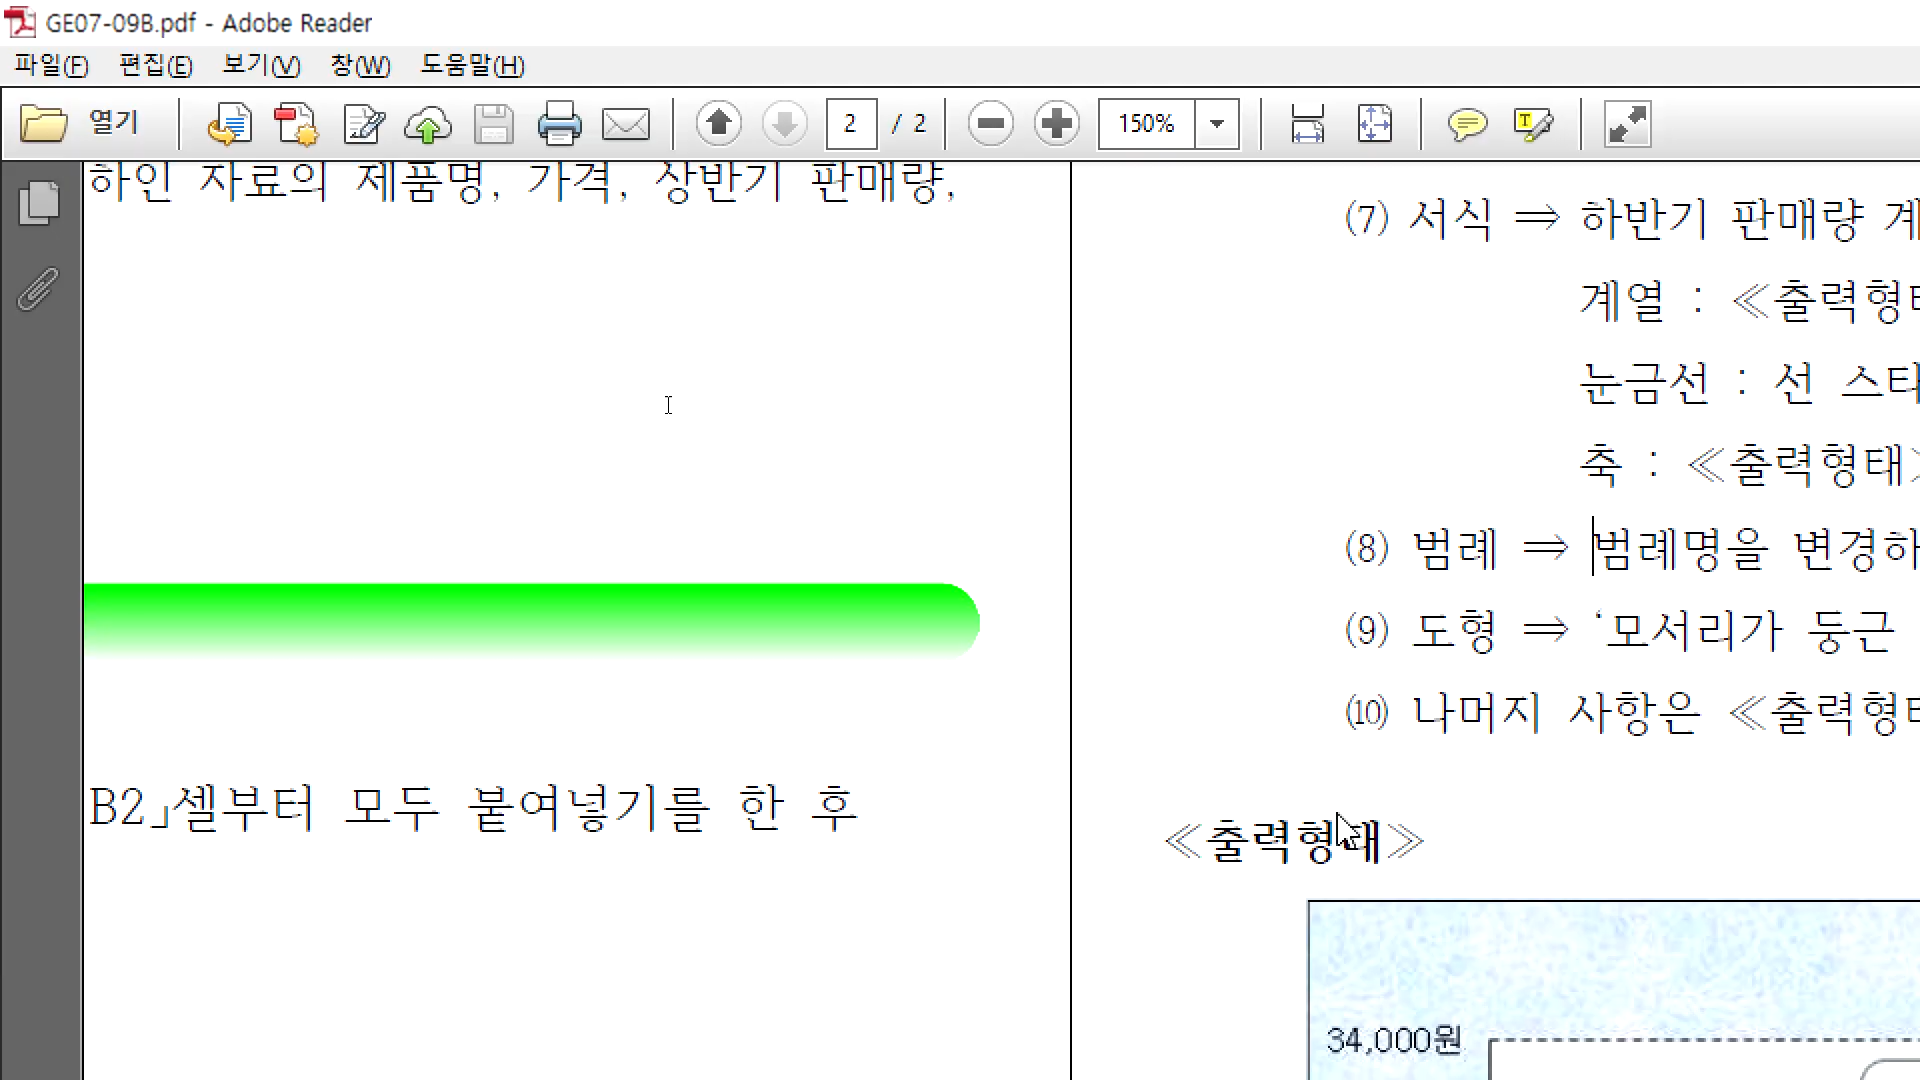 GE07-09B.pdf - Adobe Reader
파일(F) 편집(E) 보기(V) 창(W) 도움말(H)
열기 2 / 2 150%
하인 자료의 제품명, 가격, 상반기 판매량,
B2」셀부터 모두 붙여넣기를 한 후
(7) 서식 ⇒ 하반기 판매량 계
계열 : ≪출력형태
눈금선 : 선 스타
축 : ≪출력형태>
(8) 범례 ⇒ 범례명을 변경하
(9) 도형 ⇒ ‘모서리가 둥근
(10) 나머지 사항은 ≪출력형태
≪출력형태≫
34,000원